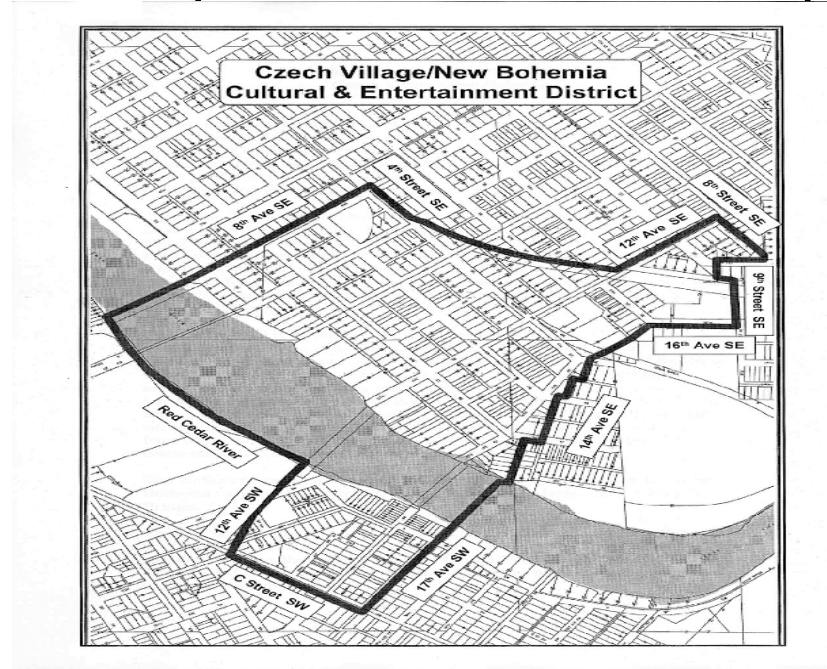 Czech Village/New Bohemia
Cultural & Entertainment District
4th Street SE
8th Street SE
8th Ave SE
12th Ave SE
9th Street SE
16th Ave SE
14th Ave SE
Red Cedar River
12th Ave SW
17th Ave SW
C Street SW